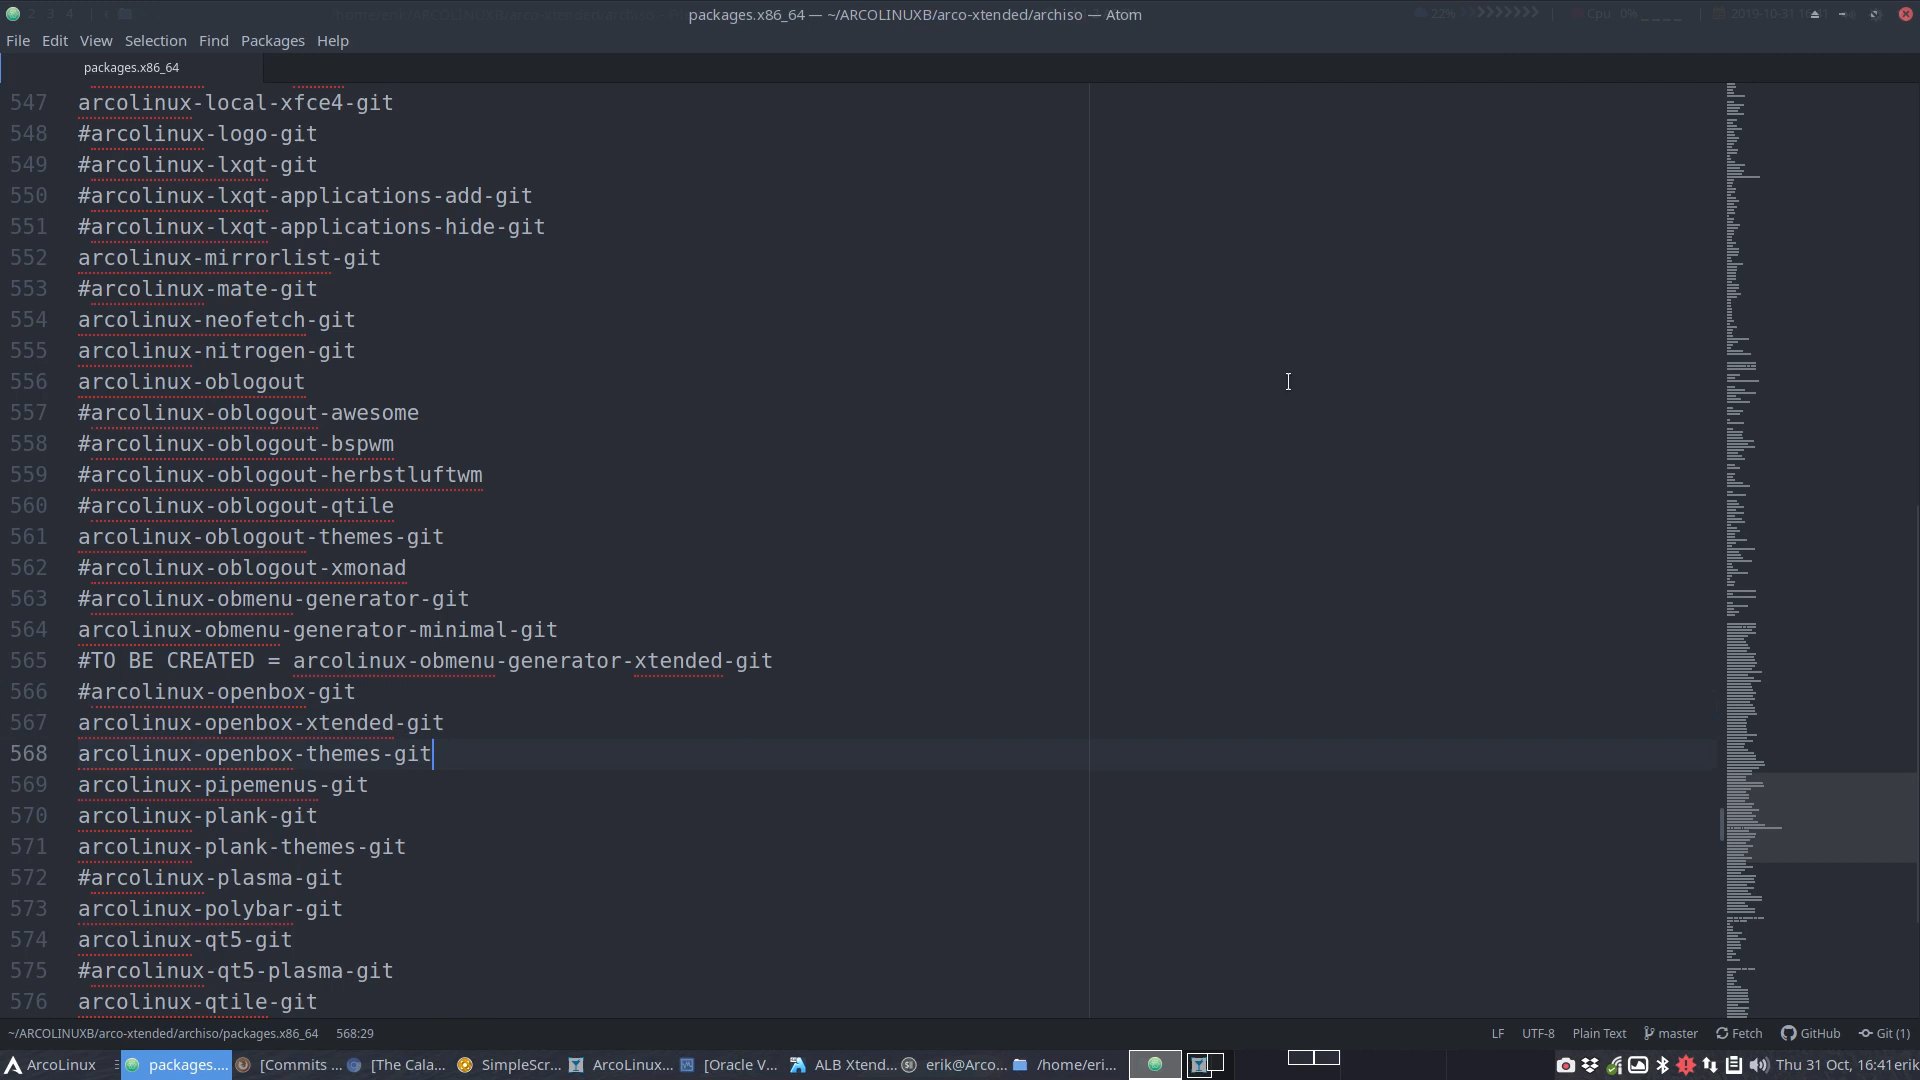 2 3 4
packages.x86_64 — ~/ARCOLINUXB/arco-xtended/archiso — Atom
22%
Cpu 0%
2019-10-31
File Edit View Selection Find Packages Help
packages.x86_64
547 arcolinux-local-xfce4-git
548 #arcolinux-logo-git
549 #arcolinux-lxqt-git
550 #arcolinux-lxqt-applications-add-git
551 #arcolinux-lxqt-applications-hide-git
552 arcolinux-mirrorlist-git
553 #arcolinux-mate-git
554 arcolinux-neofetch-git
555 arcolinux-nitrogen-git
556 arcolinux-oblogout
557 #arcolinux-oblogout-awesome
558 #arcolinux-oblogout-bspwm
559 #arcolinux-oblogout-herbstluftwm
560 #arcolinux-oblogout-qtile
561 arcolinux-oblogout-themes-git
562 #arcolinux-oblogout-xmonad
563 #arcolinux-obmenu-generator-git
564 arcolinux-obmenu-generator-minimal-git
565 #TO BE CREATED = arcolinux-obmenu-generator-xtended-git
566 #arcolinux-openbox-git
567 arcolinux-openbox-xtended-git
568 arcolinux-openbox-themes-git
569 arcolinux-pipemenus-git
570 arcolinux-plank-git
571 arcolinux-plank-themes-git
572 #arcolinux-plasma-git
573 arcolinux-polybar-git
574 arcolinux-qt5-git
575 #arcolinux-qt5-plasma-git
576 arcolinux-qtile-git
~/ARCOLINUXB/arco-xtended/archiso/packages.x86_64 568:29 LF UTF-8 Plain Text master Fetch GitHub Git (1)
ArcoLinux packages.... [Commits ... [The Cala... SimpleScr... ArcoLinux... [Oracle V... ALB Xtend... erik@Arco... /home/eri... Thu 31 Oct, 16:41 erik